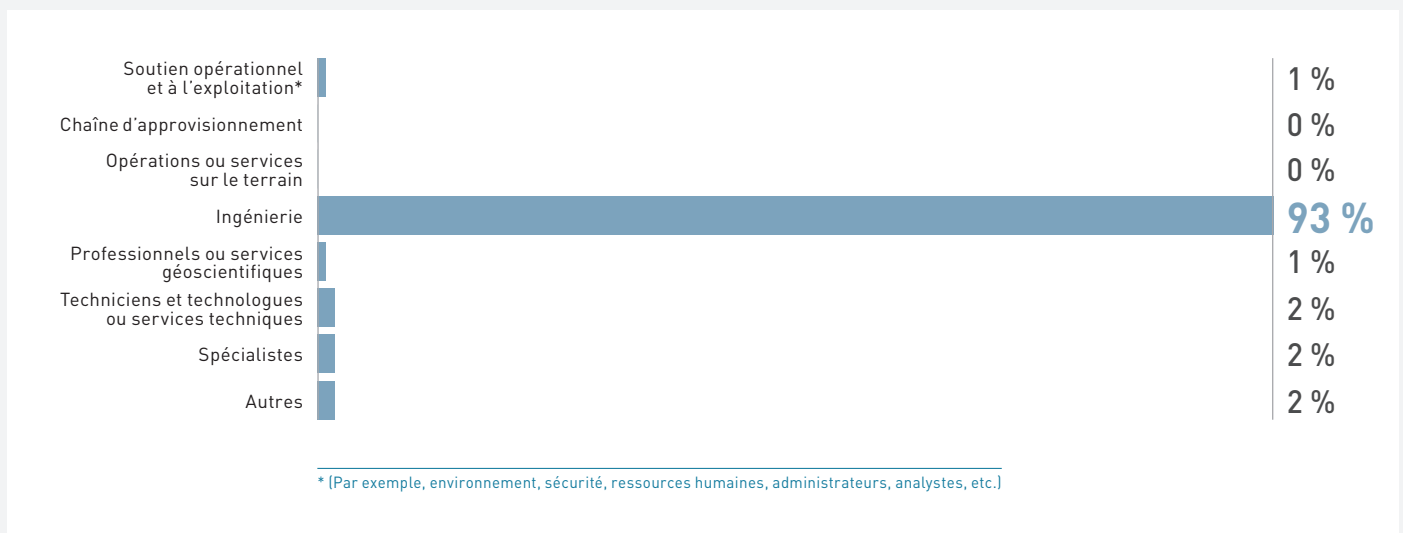 Soutien opérationnel
et à l'exploitation*
1 %
Chaîne d'approvisionnement
0 %
Opérations ou services
sur le terrain
0 %
Ingénierie
93 %
Professionnels ou services
géoscientifiques
1 %
Techniciens et technologues
ou services techniques
2 %
Spécialistes
2 %
Autres
2 %
* (Par exemple, environnement, sécurité, ressources humaines, administrateurs, analystes, etc.)